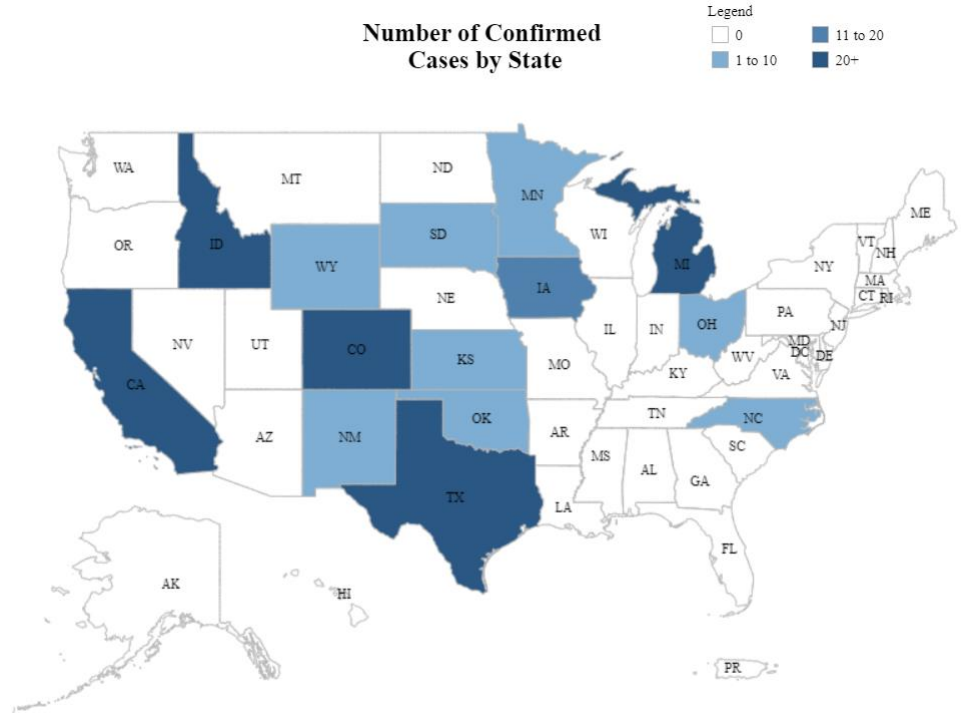 Number of Confirmed
Cases by State
Legend
0
11 to 20
1 to 10
20+
WA
MT
ND
MN
OR
ID
WY
SD
WI
MI
NY
VT
NH
ME
MA
CT
RI
NV
UT
CO
NE
IA
IL
IN
OH
PA
NJ
MD
DC
DE
CA
KS
MO
KY
WV
VA
AZ
NM
OK
AR
TN
NC
SC
TX
LA
MS
AL
GA
FL
AK
HI
PR